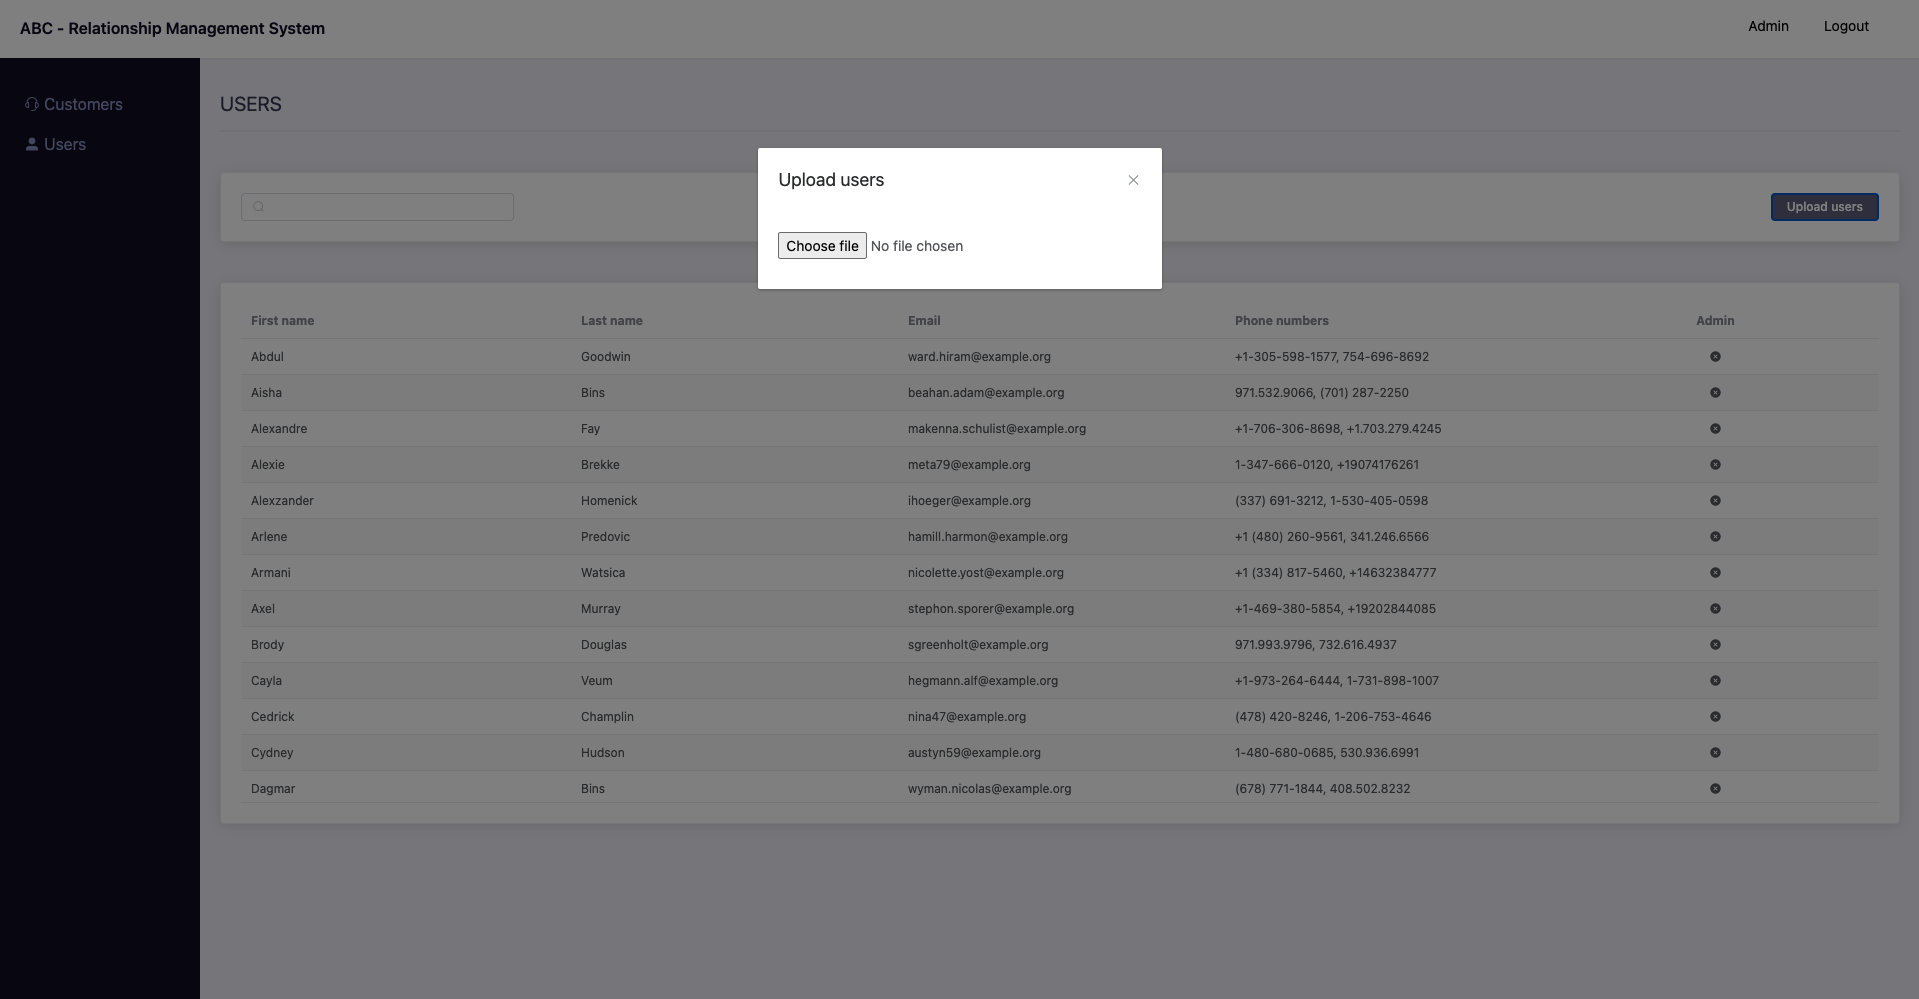 ABC - Relationship Management System
Admin Logout
Customers
Users
USERS
Upload users
Upload users
Choose file No file chosen
First name Last name Email Phone numbers Admin
Abdul Goodwin ward.hiram@example.org +1-305-598-1577, 754-696-8692
Aisha Bins beahan.adam@example.org 971.532.9066, (701) 287-2250
Alexandre Fay makenna.schulist@example.org +1-706-306-8698, +1.703.279.4245
Alexie Brekke meta79@example.org 1-347-666-0120, +19074176261
Alexzander Homenick ihoeger@example.org (337) 691-3212, 1-530-405-0598
Arlene Predovic hamill.harmon@example.org +1 (480) 260-9561, 341.246.6566
Armani Watsica nicolette.yost@example.org +1 (334) 817-5460, +14632384777
Axel Murray stephon.sporer@example.org +1-469-380-5854, +19202844085
Brody Douglas sgreenholt@example.org 971.993.9796, 732.616.4937
Cayla Veum hegmann.alf@example.org +1-973-264-6444, 1-731-898-1007
Cedrick Champlin nina47@example.org (478) 420-8246, 1-206-753-4646
Cydney Hudson austyn59@example.org 1-480-680-0685, 530.936.6991
Dagmar Bins wyman.nicolas@example.org (678) 771-1844, 408.502.8232